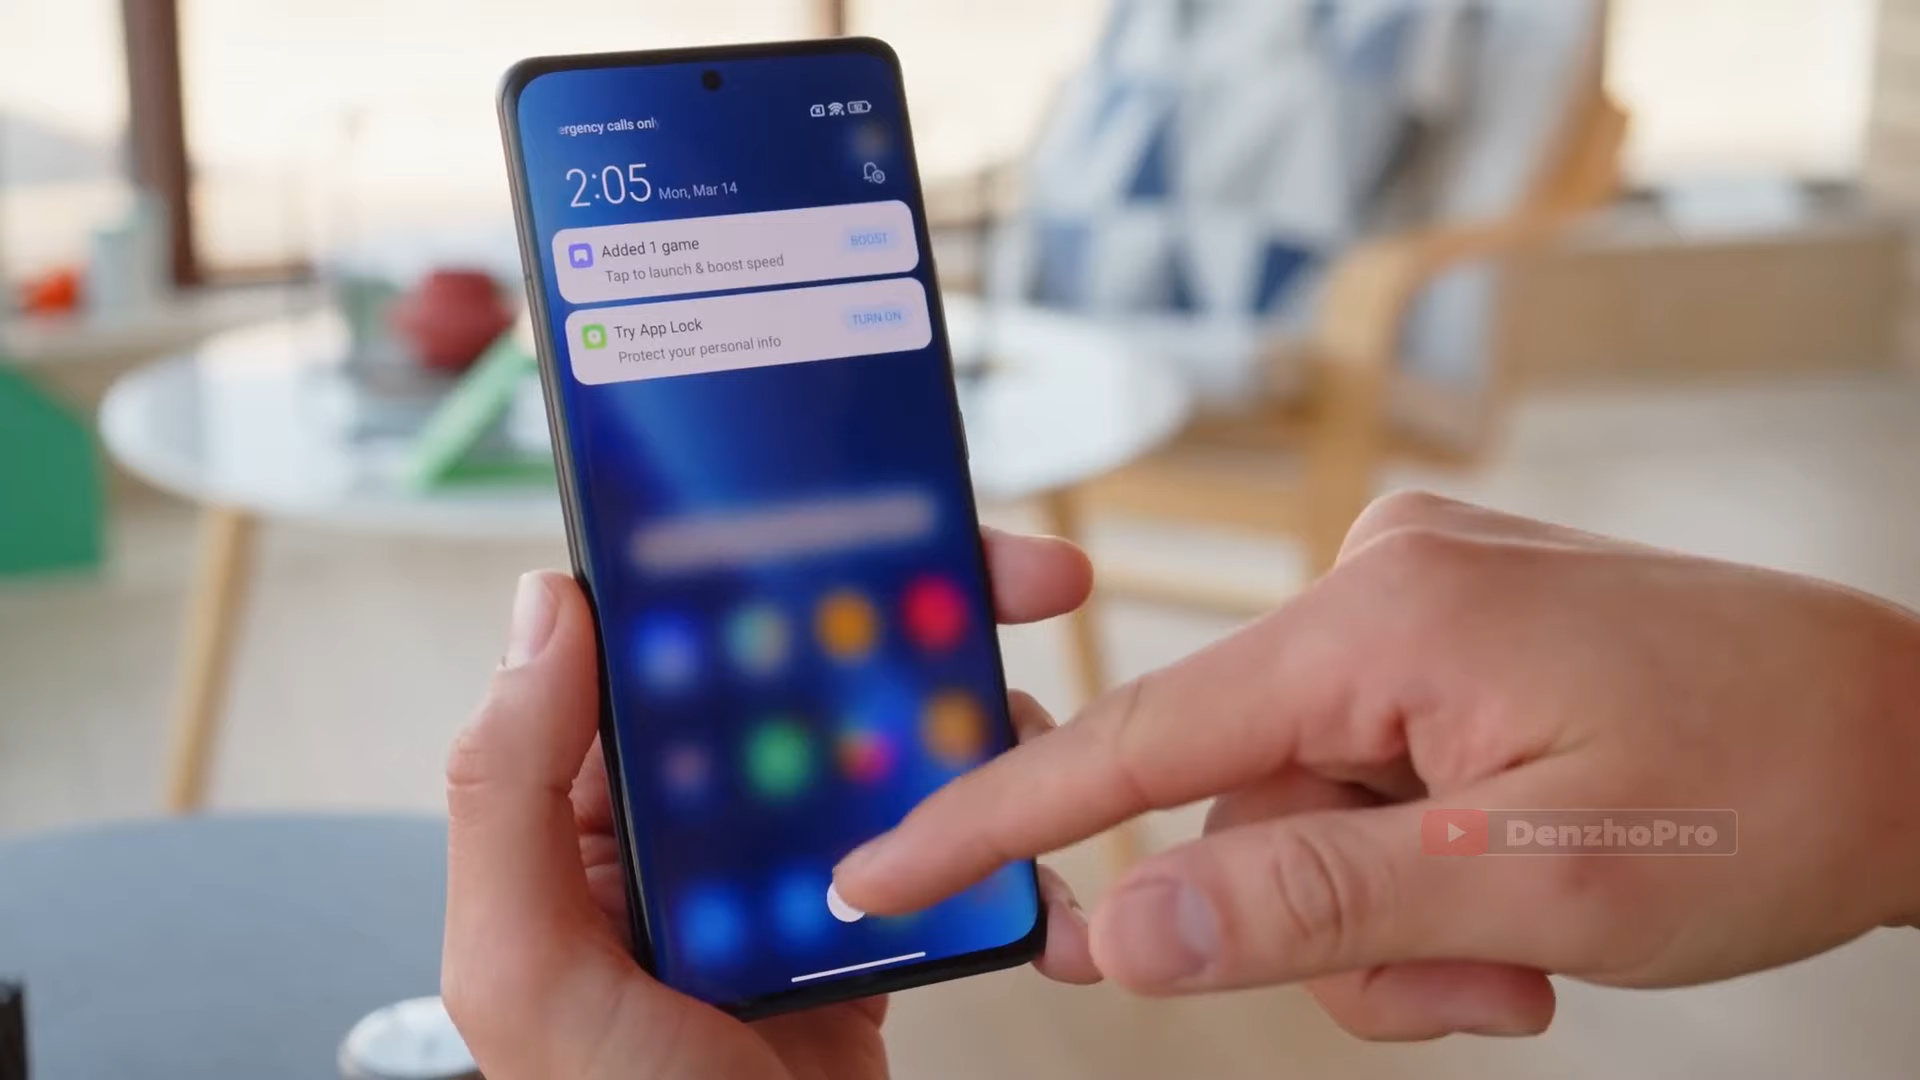 ergency calls only
2:05 Mon, Mar 14
Added 1 game
Tap to launch & boost speed
BOOST
Try App Lock
Protect your personal info
TURN ON
DenzhoPro